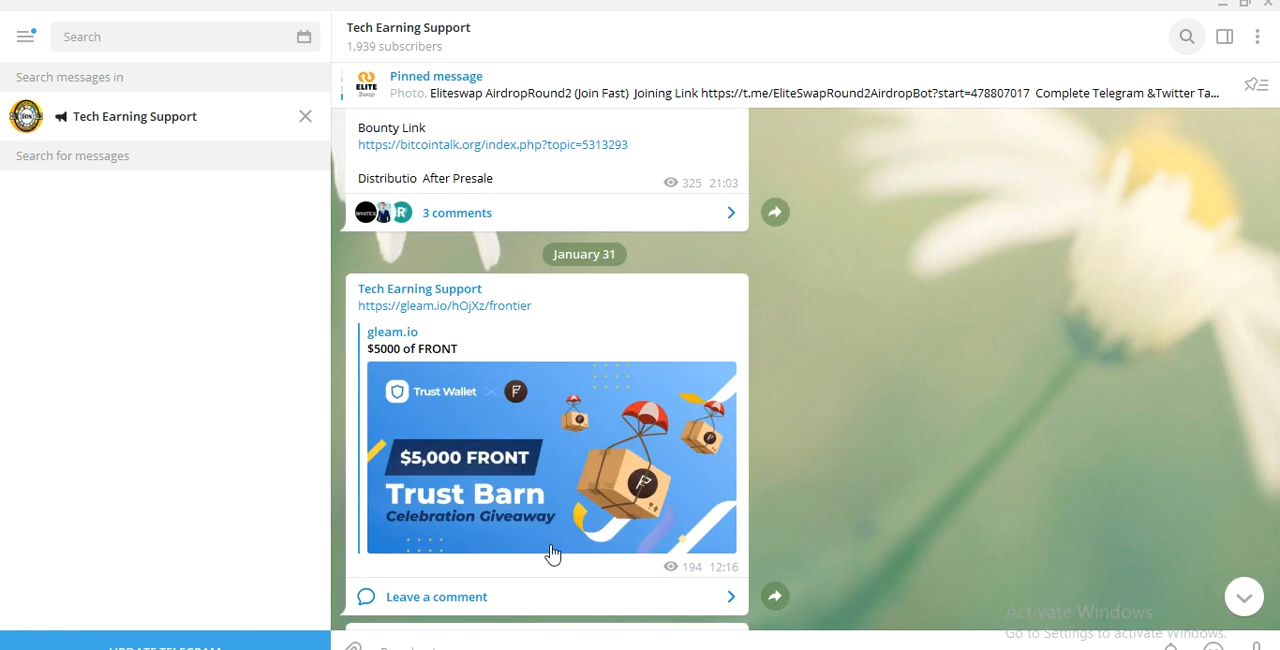 Search
Search messages in
Tech Earning Support
Search for messages
Tech Earning Support
1,939 subscribers
Pinned message
ELITE
Swap
Photo, Eliteswap AirdropRound2 (Join Fast) Joining Link https://t.me/EliteSwapRound2AirdropBot?start=478807017 Complete Telegram &Twitter Ta...
Bounty Link
https://bitcointalk.org/index.php?topic=5313293
Distributio After Presale
325 21:03
3 comments
January 31
Tech Earning Support
https://gleam.io/hOjXz/frontier
gleam.io
$5000 of FRONT
Trust Wallet
$5,000 FRONT
Trust Barn
Celebration Giveaway
194 12:16
Leave a comment
Activate Windows
Go to Settings to activate Windows.
UPDATE TELEGRAM